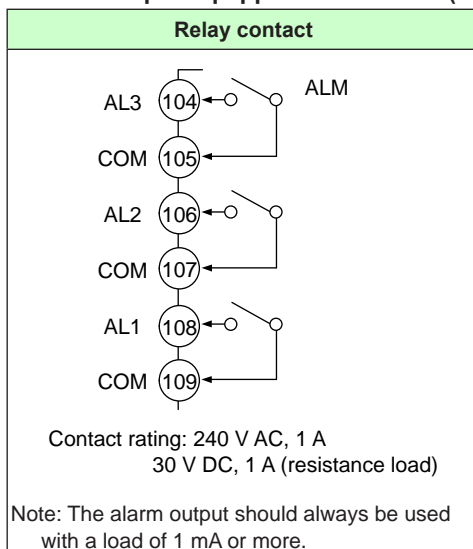 Relay contact
ALM
AL3 104
COM 105
AL2 106
COM 107
AL1 108
COM 109
Contact rating: 240 V AC, 1 A
30 V DC, 1 A (resistance load)
Note: The alarm output should always be used
with a load of 1 mA or more.